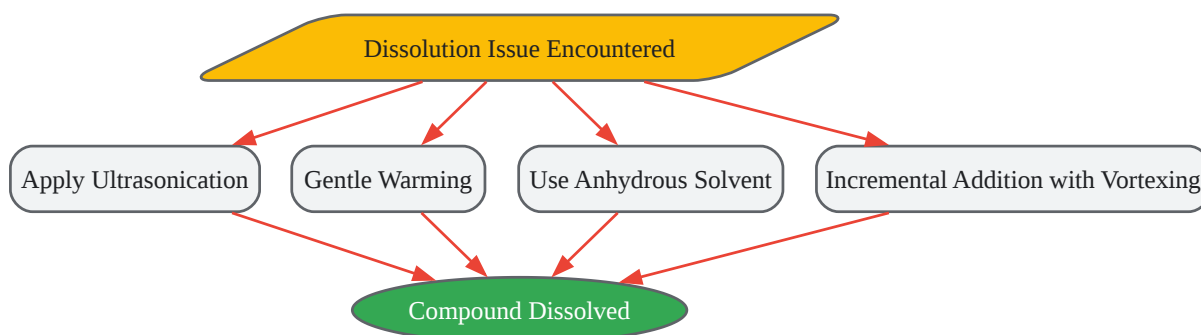 Dissolution Issue Encountered
Apply Ultrasonication
Gentle Warming
Use Anhydrous Solvent
Incremental Addition with Vortexing
Compound Dissolved